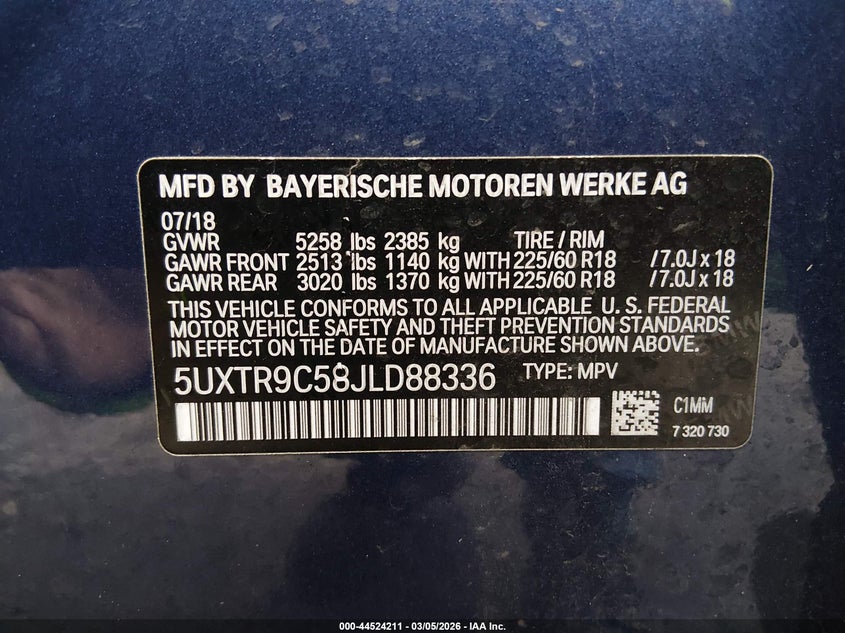 MFD BY BAYERISCHE MOTOREN WERKE AG
07/18
GVWR 5258 lbs 2385 kg TIRE / RIM
GAWR FRONT 2513 lbs 1140 kg WITH 225/60 R18 /7.0J x 18
GAWR REAR 3020 lbs 1370 kg WITH 225/60 R18 /7.0J x 18
THIS VEHICLE CONFORMS TO ALL APPLICABLE U. S. FEDERAL
MOTOR VEHICLE SAFETY AND THEFT PREVENTION STANDARDS
IN EFFECT ON THE DATE OF MANUFACTURE SHOWN ABOVE.
5UXTR9C58JLD88336 TYPE: MPV
C1MM
7 320 730
000-44524211 - 03/05/2026 - IAA Inc.